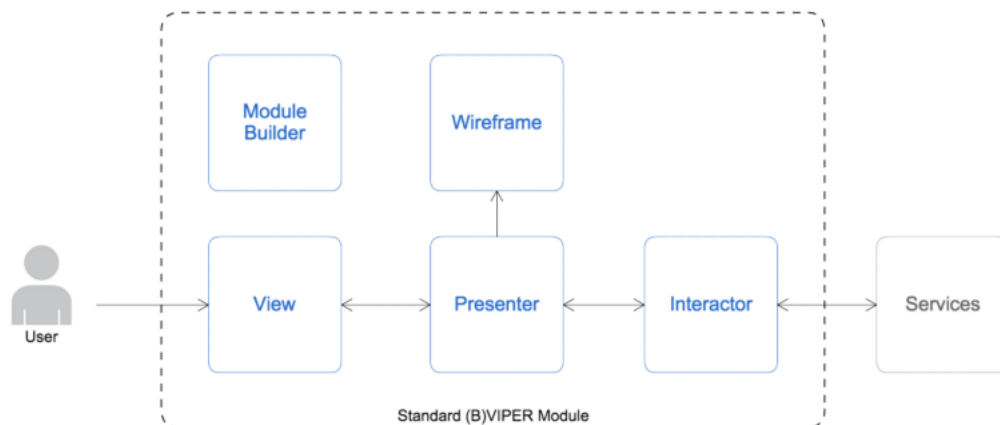 Module
Builder
Wireframe
User
View
Presenter
Interactor
Services
Standard (B)VIPER Module